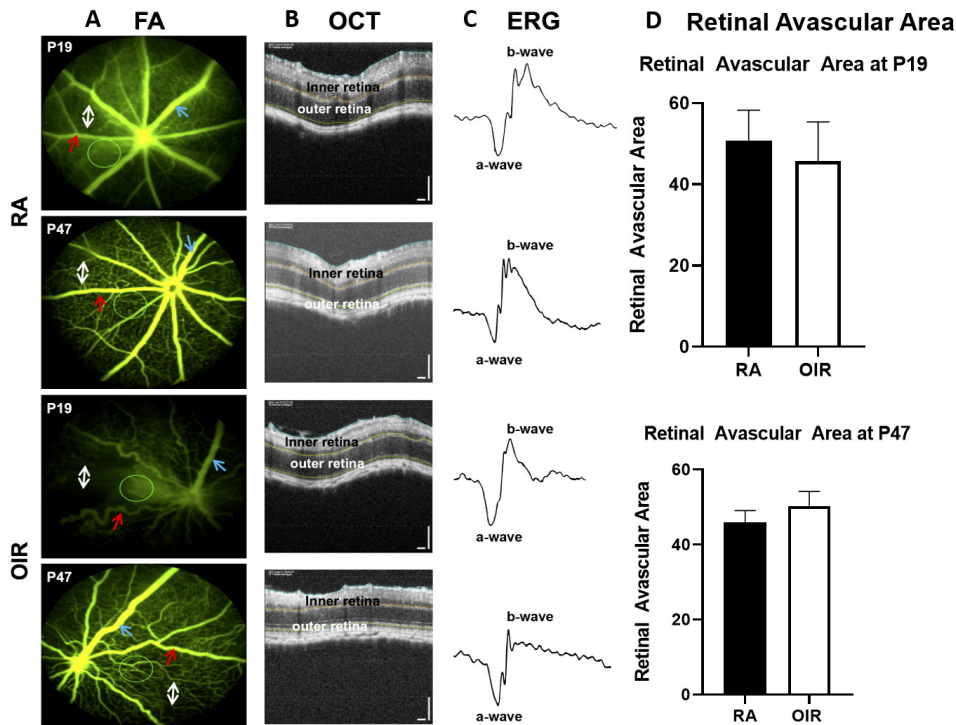 A FA
B OCT
C ERG
D Retinal Avascular Area
RA
OIR
P19
P47
P19
P47
Inner retina
outer retina
Inner retina
outer retina
Inner retina
outer retina
Inner retina
outer retina
b-wave
a-wave
b-wave
a-wave
b-wave
a-wave
b-wave
a-wave
Retinal Avascular Area at P19
Retinal Avascular Area
60
40
20
0
RA OIR
Retinal Avascular Area at P47
Retinal Avascular Area
60
40
20
0
RA OIR